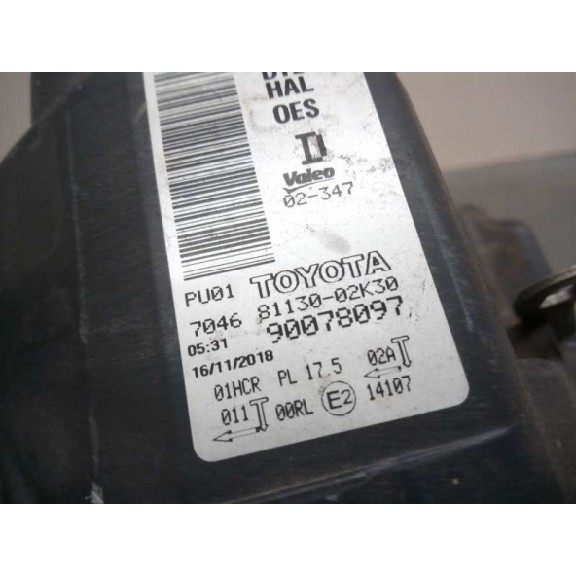 HAL
OES
Valeo
02-347
PU01 TOYOTA
7046 81130-02K30
05:31 90078097
16/11/2018
01HCR PL 17.5 02A
011 00RL E2 14107